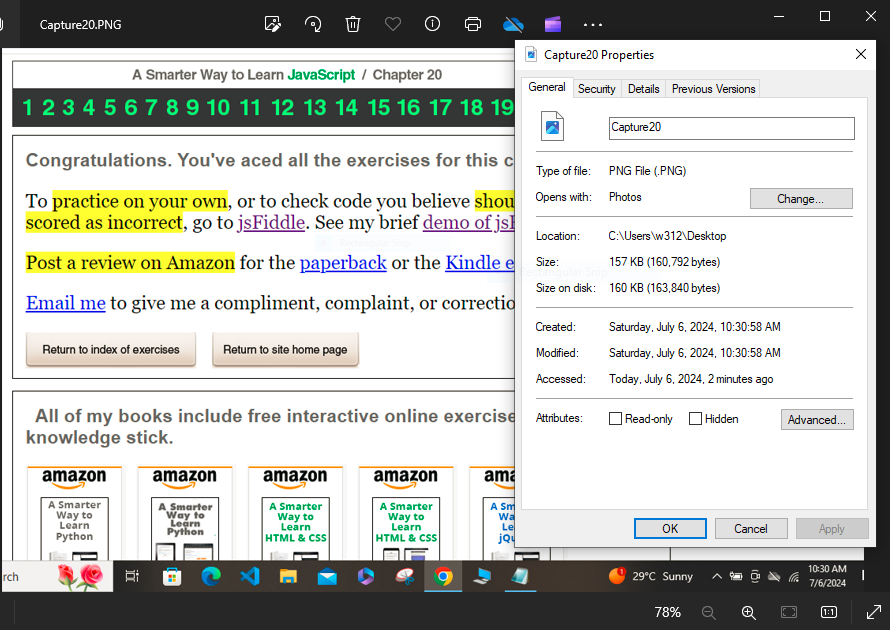 Capture20.PNG
A Smarter Way to Learn JavaScript / Chapter 20
1 2 3 4 5 6 7 8 9 10 11 12 13 14 15 16 17 18 19
Congratulations. You've aced all the exercises for this c
To practice on your own, or to check code you believe shou
scored as incorrect, go to jsFiddle. See my brief demo of jsF
Post a review on Amazon for the paperback or the Kindle e
Email me to give me a compliment, complaint, or correctio
Return to index of exercises
Return to site home page
All of my books include free interactive online exercise
knowledge stick.
amazon
A Smarter
Way to
Learn
Python
amazon
A Smarter
Way to
Learn
Python
amazon
A Smarter
Way to
Learn
HTML & CSS
amazon
A Smarter
Way to
Learn
HTML & CSS
ama
A Sm
Wa
Le
jQu
Capture20 Properties
General
Security
Details
Previous Versions
Capture20
Type of file: PNG File (.PNG)
Opens with: Photos
Change...
Location: C:\Users\w312\Desktop
Size: 157 KB (160,792 bytes)
Size on disk: 160 KB (163,840 bytes)
Created: Saturday, July 6, 2024, 10:30:58 AM
Modified: Saturday, July 6, 2024, 10:30:58 AM
Accessed: Today, July 6, 2024, 2 minutes ago
Attributes: Read-only Hidden Advanced...
OK Cancel Apply
rch
1
29°C Sunny
10:30 AM
7/6/2024
78%
1:1